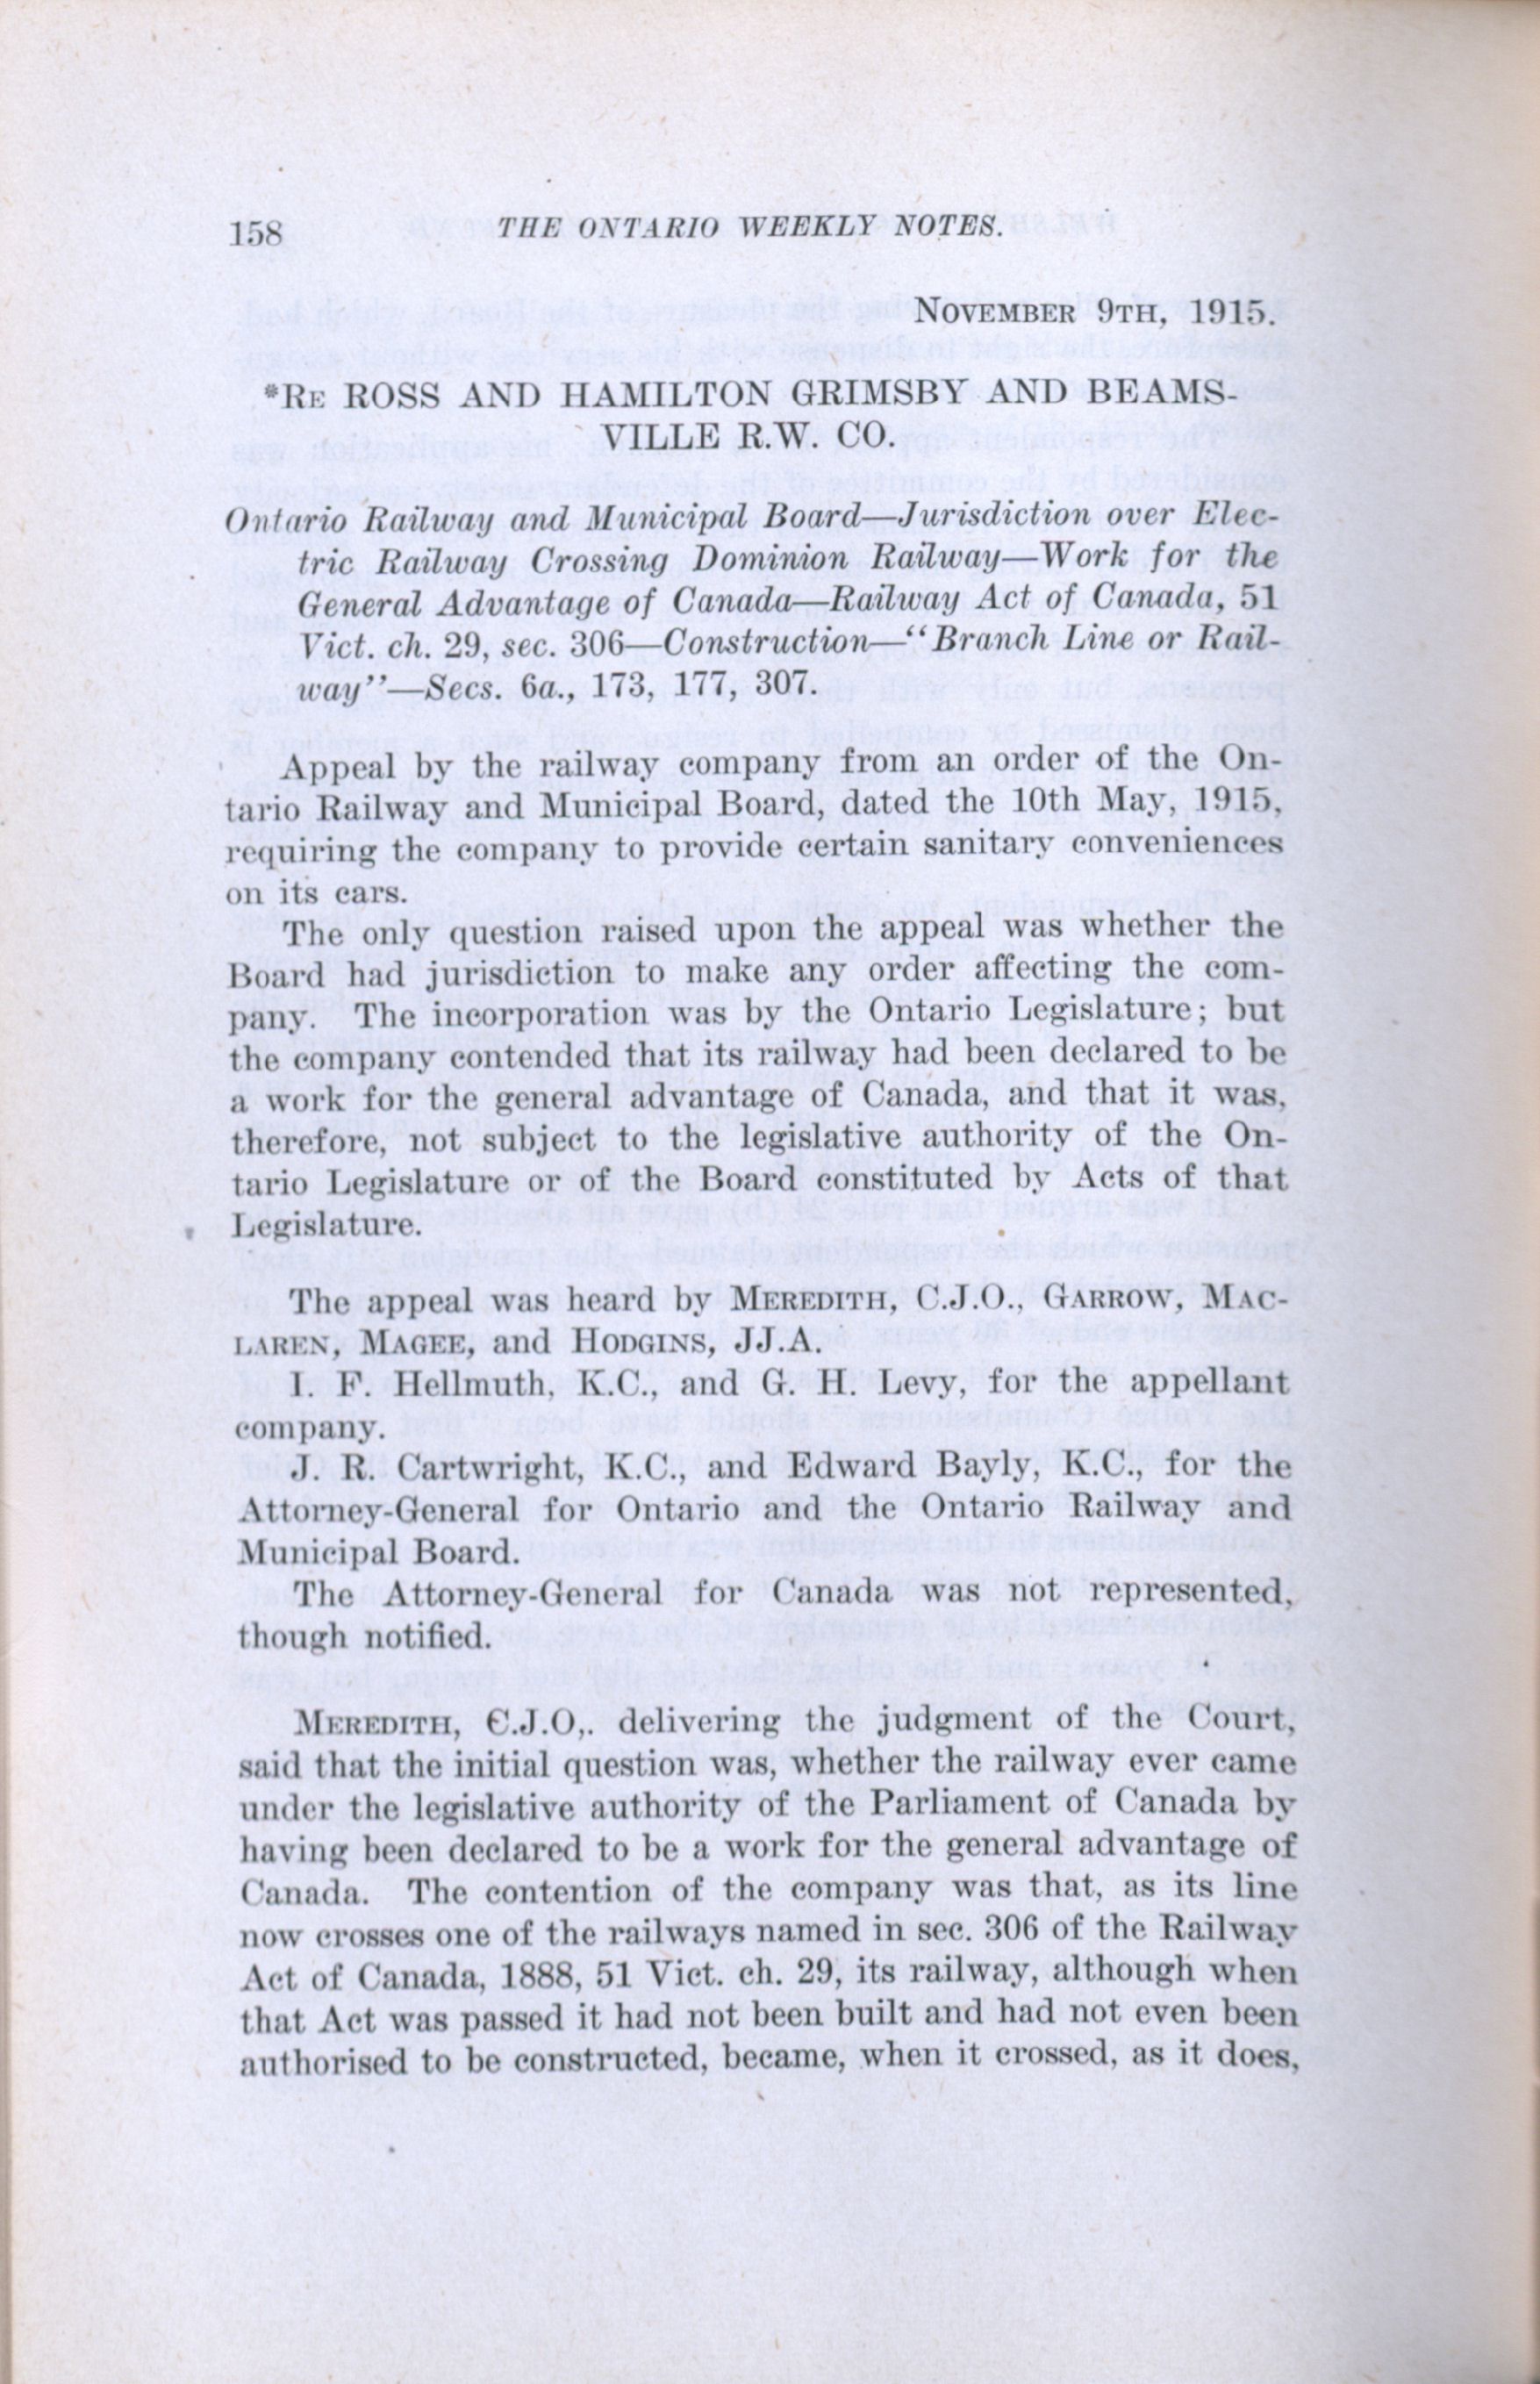 158 THE ONTARIO WEEKLY NOTES.
November 9th, 1915.
*Re ROSS AND HAMILTON GRIMSBY AND BEAMS-
VILLE R.W. CO.
Ontario Railway and Municipal Board—Jurisdiction over Elec-
tric Railway Crossing Dominion Railway—Work for the
General Advantage of Canada—Railway Act of Canada, 51
Vict. ch. 29, sec. 306—Construction—"Branch Line or Rail-
way"—Secs. 6a., 173, 177, 307.
Appeal by the railway company from an order of the On-
tario Railway and Municipal Board, dated the 10th May, 1915,
requiring the company to provide certain sanitary conveniences
on its cars.
The only question raised upon the appeal was whether the
Board had jurisdiction to make any order affecting the com-
pany. The incorporation was by the Ontario Legislature; but
the company contended that its railway had been declared to be
a work for the general advantage of Canada, and that it was,
therefore, not subject to the legislative authority of the On-
tario Legislature or of the Board constituted by Acts of that
Legislature.
The appeal was heard by Meredith, C.J.O., Garrow, Mac-
laren, Magee, and Hodgins, JJ.A.
I. F. Hellmuth, K.C., and G. H. Levy, for the appellant
company.
J. R. Cartwright, K.C., and Edward Bayly, K.C., for the
Attorney-General for Ontario and the Ontario Railway and
Municipal Board.
The Attorney-General for Canada was not represented,
though notified.
Meredith, C.J.O,. delivering the judgment of the Court,
said that the initial question was, whether the railway ever came
under the legislative authority of the Parliament of Canada by
having been declared to be a work for the general advantage of
Canada. The contention of the company was that, as its line
now crosses one of the railways named in sec. 306 of the Railway
Act of Canada, 1888, 51 Vict. ch. 29, its railway, although when
that Act was passed it had not been built and had not even been
authorised to be constructed, became, when it crossed, as it does,